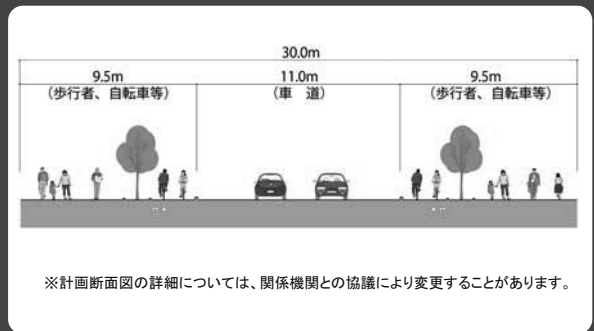 30.0m
9.5m 11.0m 9.5m
(歩行者、自転車等) (車 道) (歩行者、自転車等)
※計画断面図の詳細については、関係機関との協議により変更することがあります。